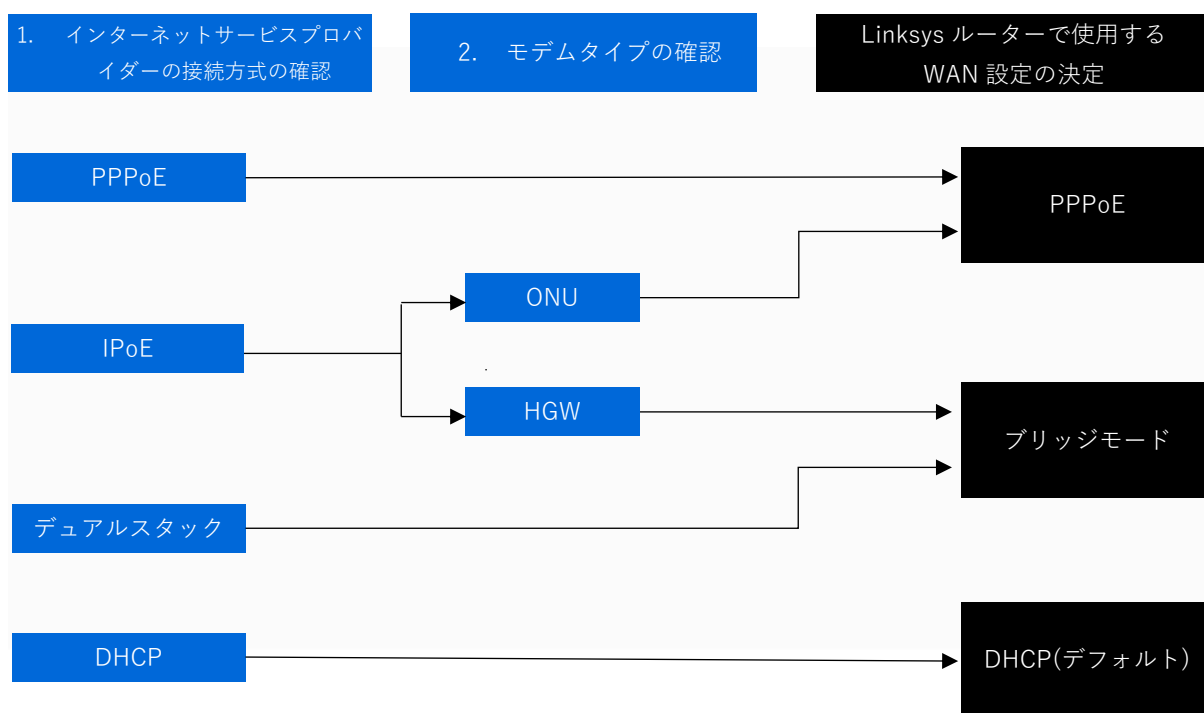 1. インターネットサービスプロバ
イダーの接続方式の確認
2. モデムタイプの確認
Linksys ルーターで使用する
WAN 設定の決定
PPPoE
PPPoE
ONU
IPoE
HGW
ブリッジモード
デュアルスタック
DHCP
DHCP(デフォルト)